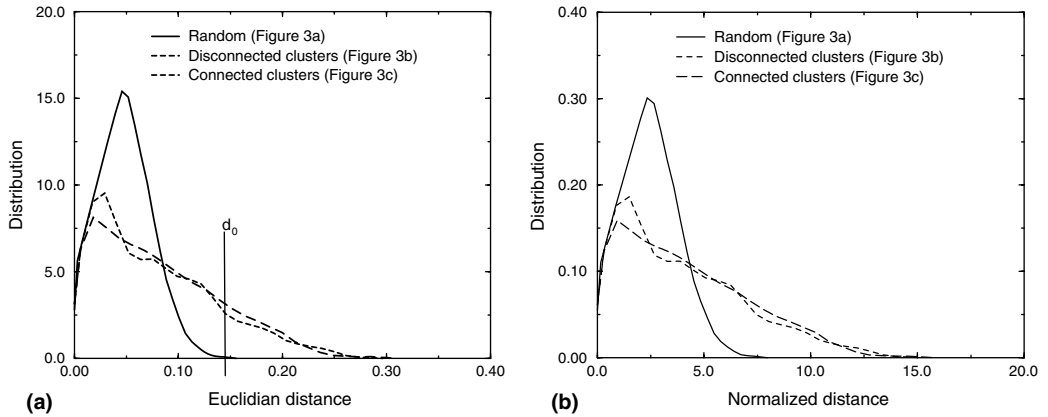 20.0
15.0
10.0
5.0
0.0
Distribution
Random (Figure 3a)
Disconnected clusters (Figure 3b)
Connected clusters (Figure 3c)
d0
0.00 0.10 0.20 0.30 0.40
Euclidian distance
(a)
0.40
0.30
0.20
0.10
0.00
Distribution
Random (Figure 3a)
Disconnected clusters (Figure 3b)
Connected clusters (Figure 3c)
0.0 5.0 10.0 15.0 20.0
Normalized distance
(b)